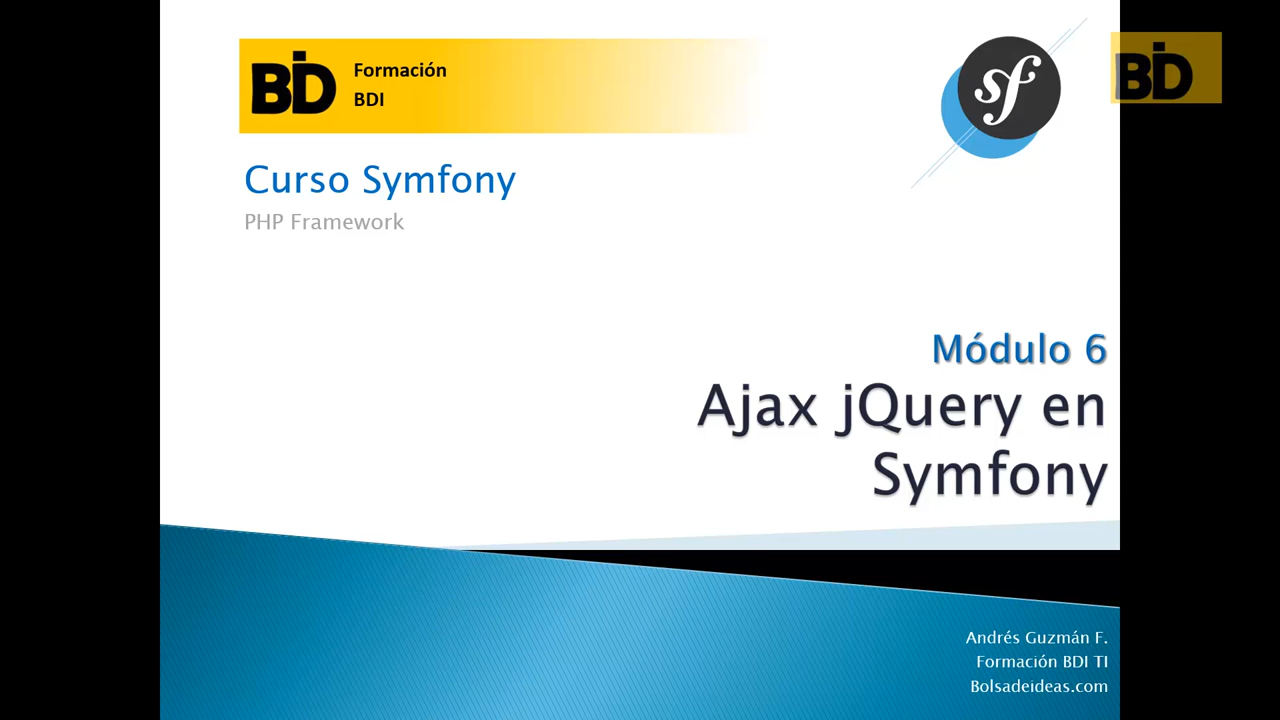 BID
Formación
BDI
sf
BID
Curso Symfony
PHP Framework
Módulo 6
Ajax jQuery en
Symfony
Andrés Guzmán F.
Formación BDI TI
Bolsadeideas.com